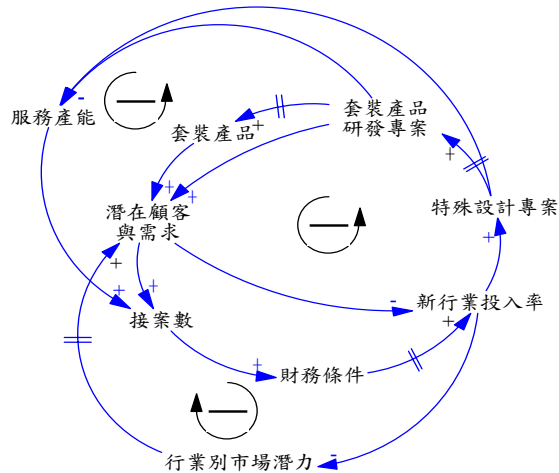 套裝產品
研發專案
服務產能
套裝產品
特殊設計專案
潛在顧客
與需求
新行業投入率
接案數
財務條件
行業別市場潛力